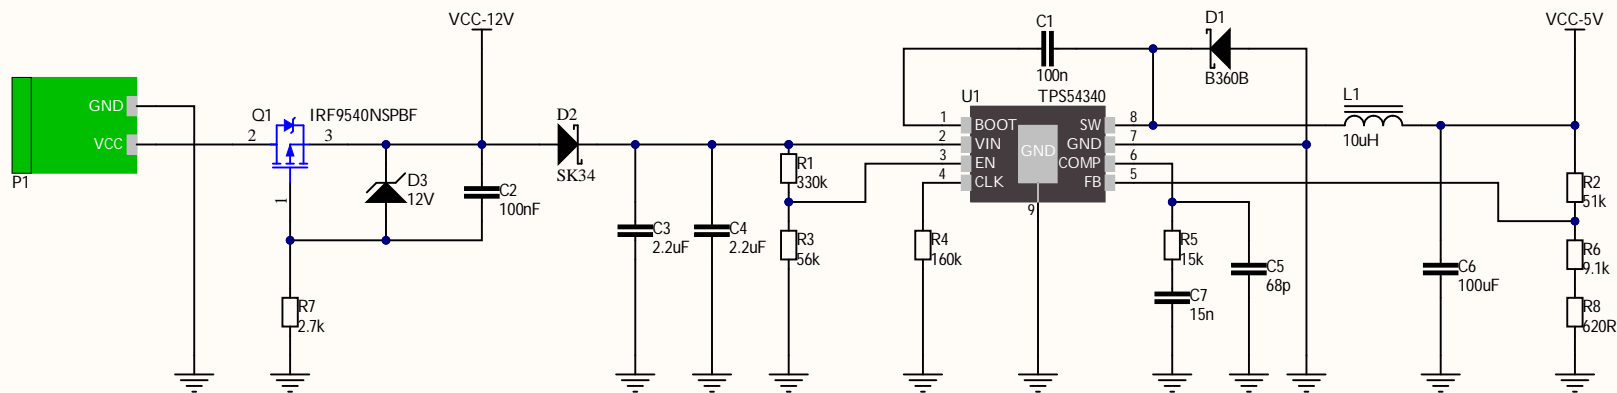 VCC-12V
C1
100n
D1
B360B
VCC-5V
GND
VCC
P1
Q1
IRF9540NSPBF
2
3
1
D3
12V
C2
100nF
D2
SK34
U1
TPS54340
1
BOOT
2
VIN
3
EN
4
CLK
GND
9
SW
8
GND
7
COMP
6
FB
5
L1
10uH
R1
330k
R2
51k
C3
2.2uF
C4
2.2uF
R3
56k
R4
160k
R5
15k
C5
68p
C6
100uF
R6
9.1k
R7
2.7k
C7
15n
R8
620R